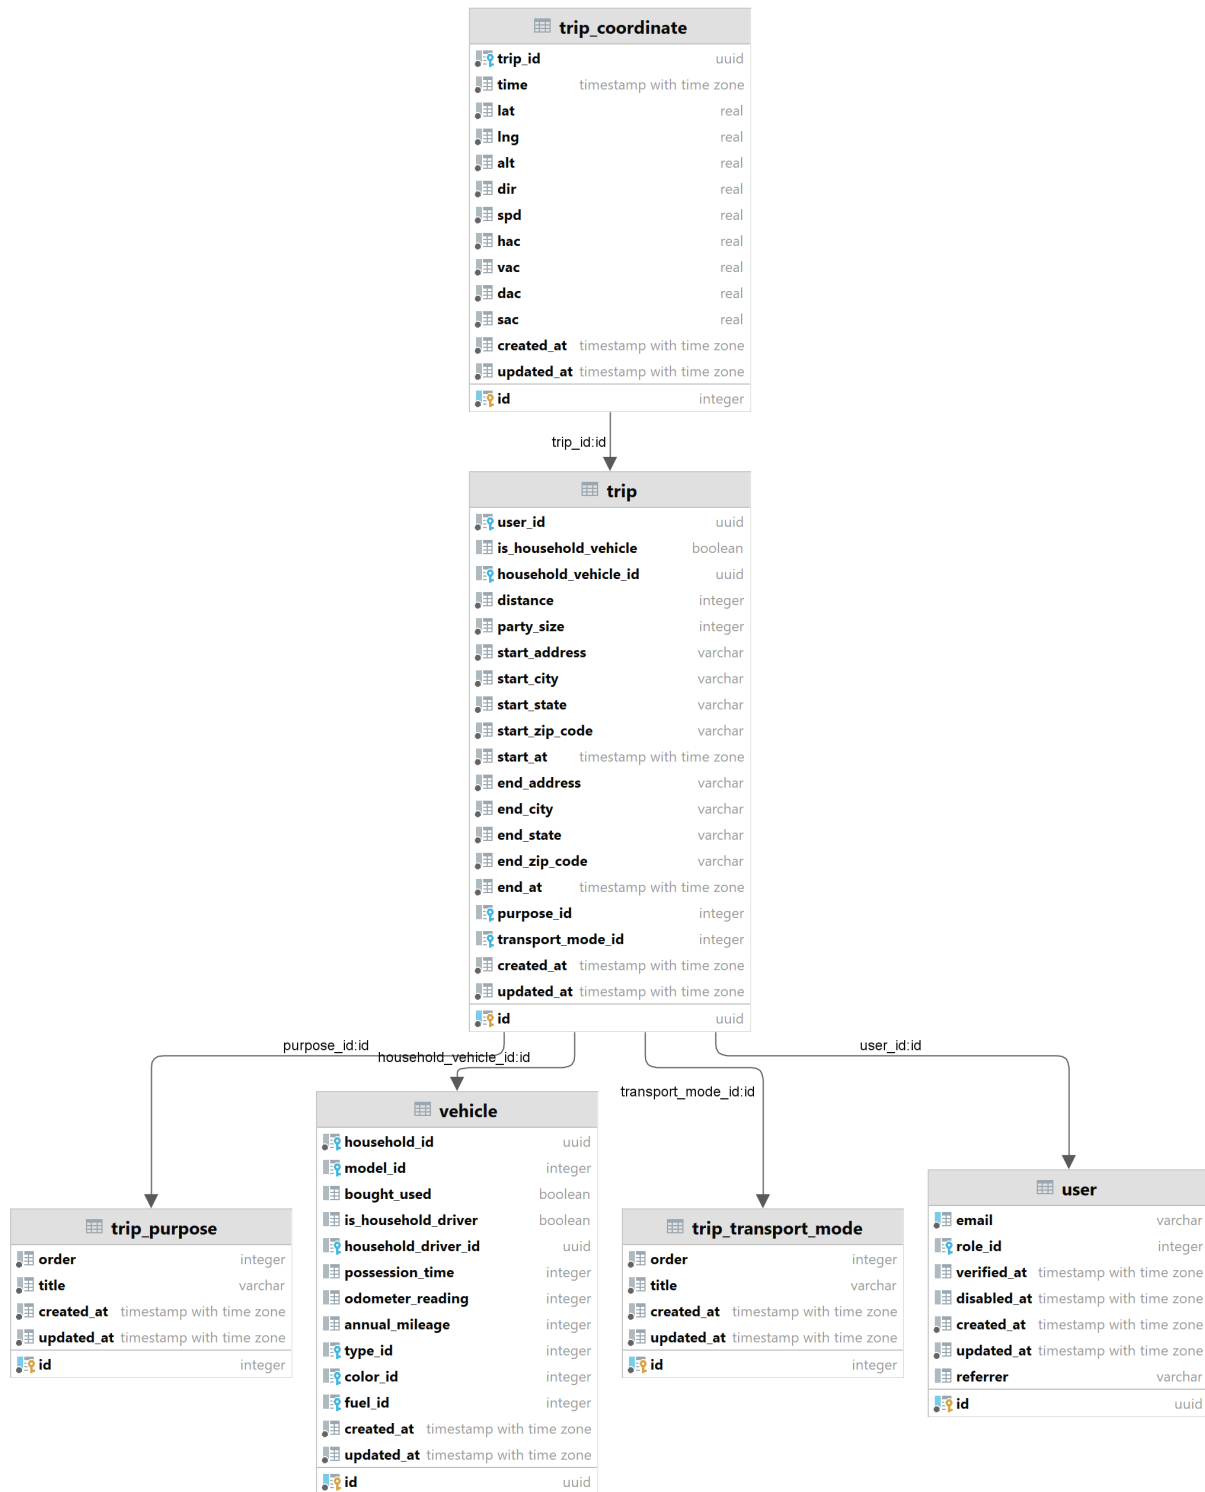 trip_coordinate
trip_id uuid
time timestamp with time zone
lat real
lng real
alt real
dir real
spd real
hac real
vac real
dac real
sac real
created_at timestamp with time zone
updated_at timestamp with time zone
id integer
trip_id:id
trip
user_id uuid
is_household_vehicle boolean
household_vehicle_id uuid
distance integer
party_size integer
start_address varchar
start_city varchar
start_state varchar
start_zip_code varchar
start_at timestamp with time zone
end_address varchar
end_city varchar
end_state varchar
end_zip_code varchar
end_at timestamp with time zone
purpose_id integer
transport_mode_id integer
created_at timestamp with time zone
updated_at timestamp with time zone
id uuid
purpose_id:id
household_vehicle_id:id
transport_mode_id:id
user_id:id
trip_purpose
order integer
title varchar
created_at timestamp with time zone
updated_at timestamp with time zone
id integer
vehicle
household_id uuid
model_id integer
bought_used boolean
is_household_driver boolean
household_driver_id uuid
possession_time integer
odometer_reading integer
annual_mileage integer
type_id integer
color_id integer
fuel_id integer
created_at timestamp with time zone
updated_at timestamp with time zone
id uuid
trip_transport_mode
order integer
title varchar
created_at timestamp with time zone
updated_at timestamp with time zone
id integer
user
email varchar
role_id integer
verified_at timestamp with time zone
disabled_at timestamp with time zone
created_at timestamp with time zone
updated_at timestamp with time zone
referrer varchar
id uuid